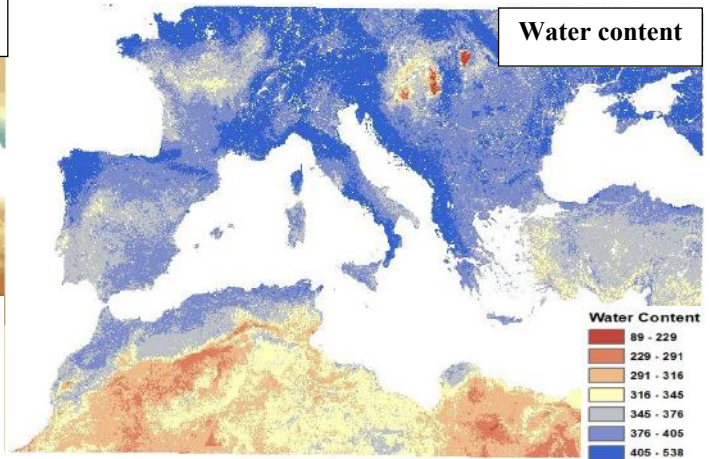 Water content
Water Content
89 - 229
229 - 291
291 - 316
316 - 345
345 - 376
376 - 405
405 - 538